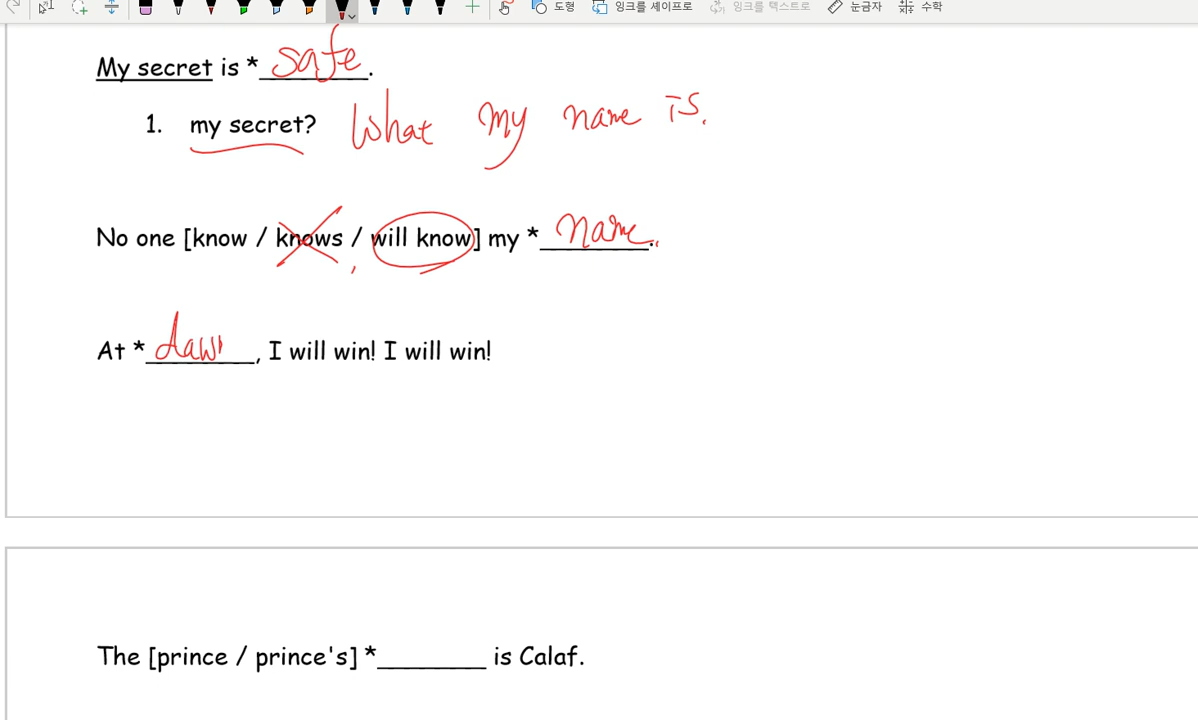 도형 잉크를 셰이프로 잉크를 텍스트로 눈금자 수학
My secret is * safe.
1. my secret? What my name is.
No one [know / knows / will know] my * name.
At * dawn, I will win! I will win!
The [prince / prince's] *________ is Calaf.